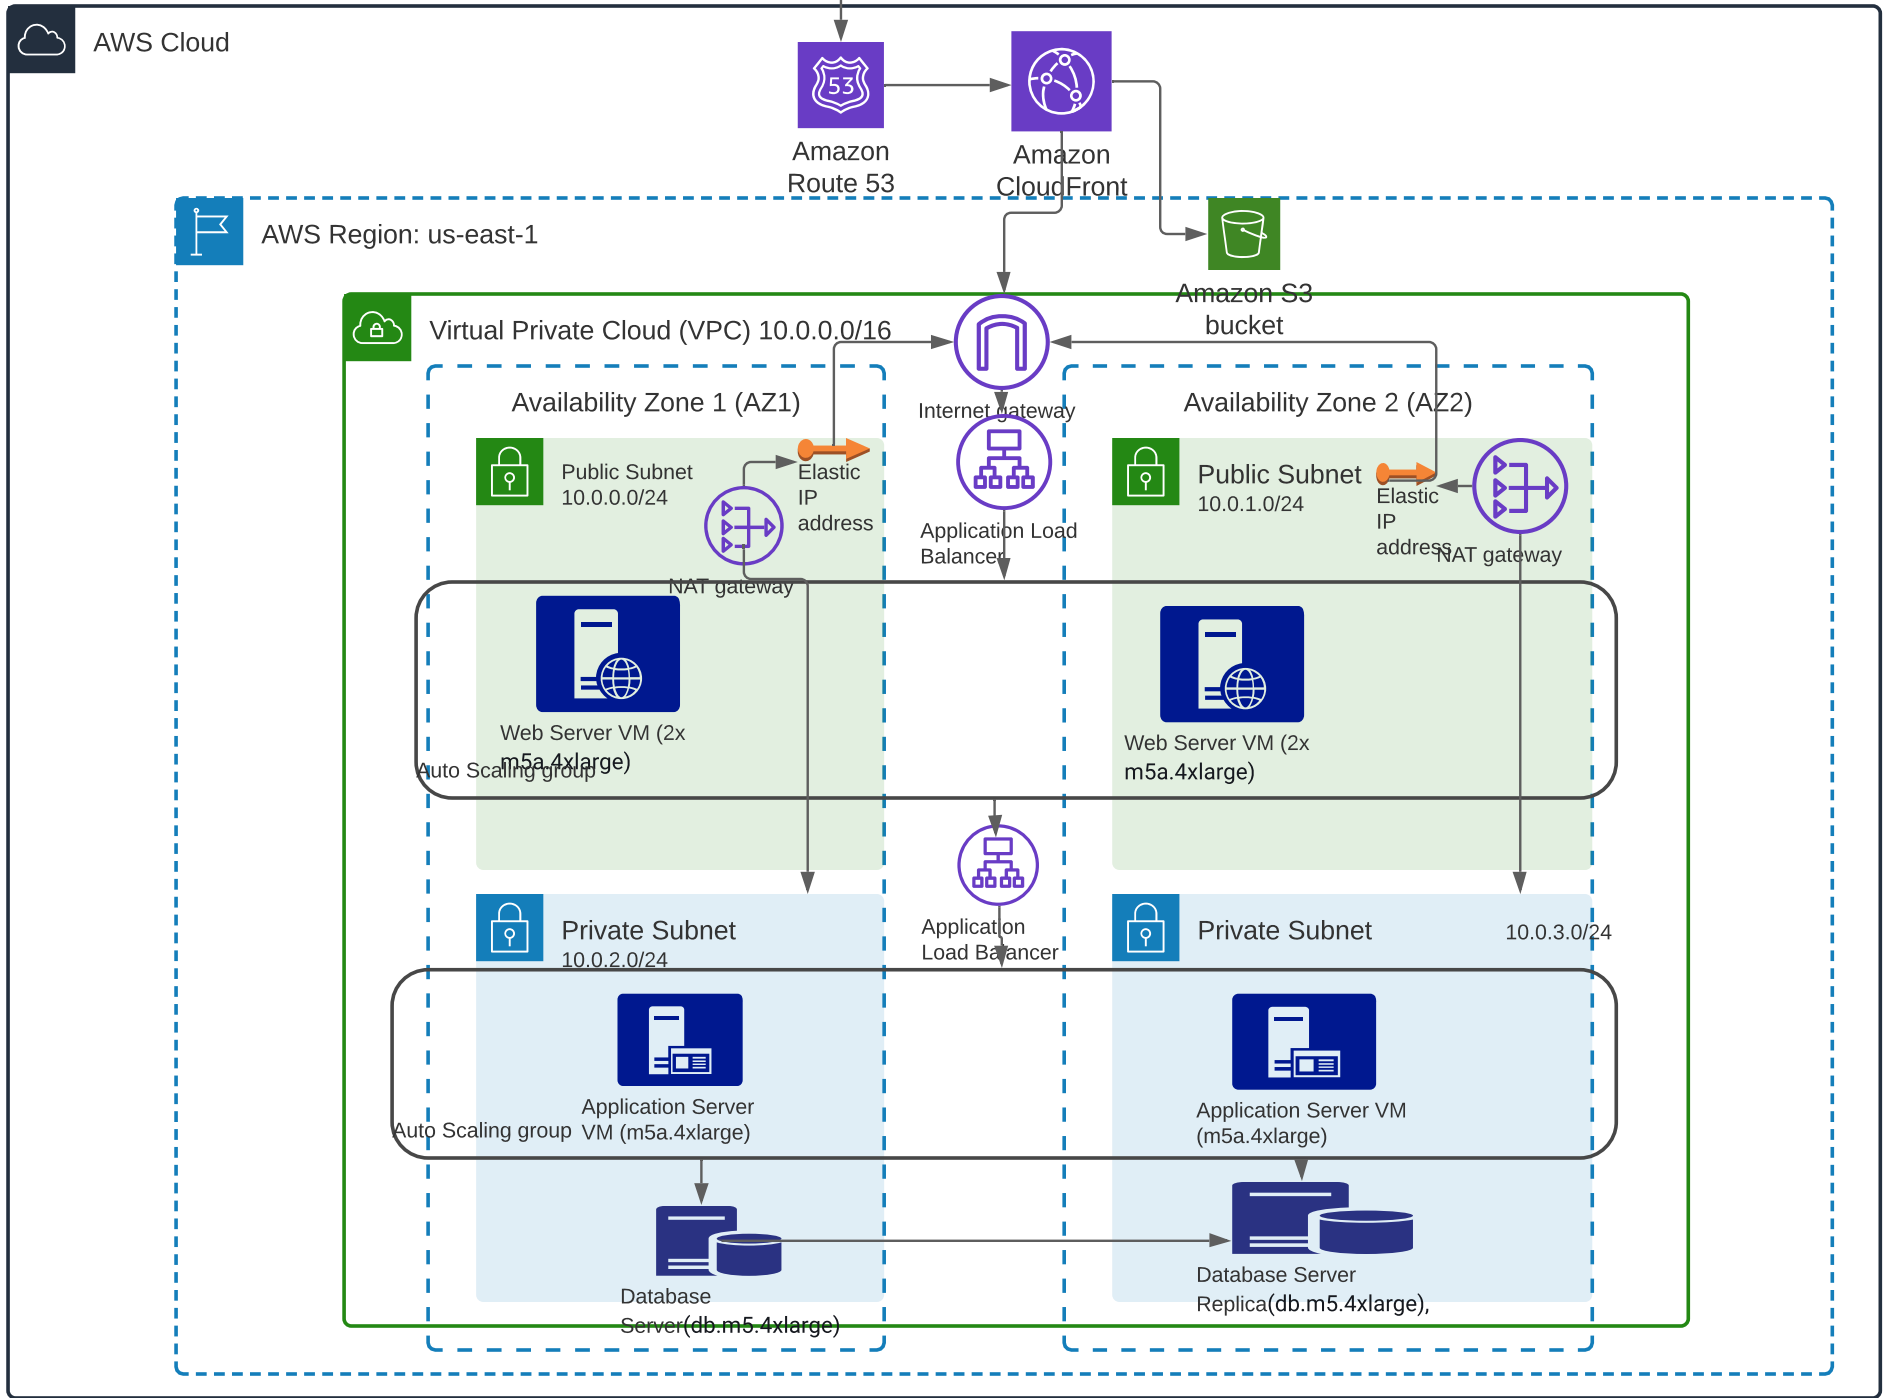 AWS Cloud
53
Amazon
Route 53
Amazon
CloudFront
AWS Region: us-east-1
Amazon S3
bucket
Virtual Private Cloud (VPC) 10.0.0.0/16
Internet gateway
Availability Zone 1 (AZ1)
Availability Zone 2 (AZ2)
Public Subnet
10.0.0.0/24
Elastic
IP
address
NAT gateway
Application Load
Balancer
Public Subnet
10.0.1.0/24
Elastic
IP
address
NAT gateway
Web Server VM (2x
m5a.4xlarge)
Auto Scaling group
Web Server VM (2x
m5a.4xlarge)
Application
Load Balancer
Private Subnet
10.0.2.0/24
Private Subnet
10.0.3.0/24
Application Server
VM (m5a.4xlarge)
Auto Scaling group
Application Server VM
(m5a.4xlarge)
Database
Server(db.m5.4xlarge)
Database Server
Replica(db.m5.4xlarge),